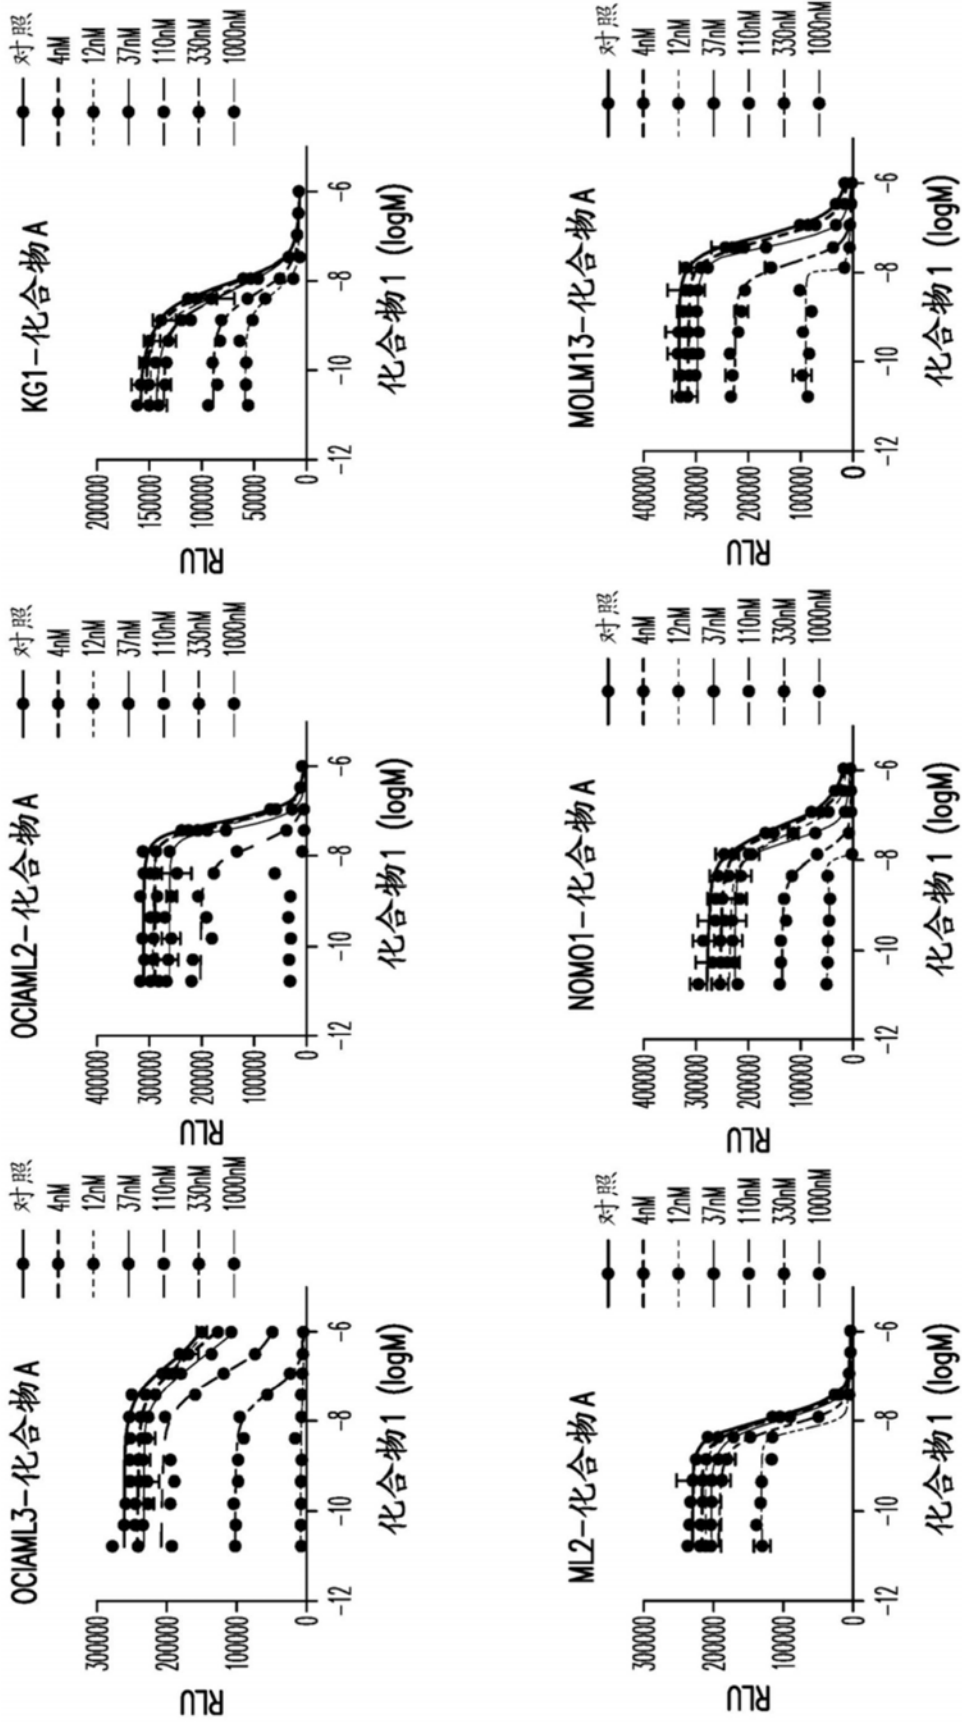 OCIAML3-化合物A
RLU
300000
200000
100000
0
-12
-10
-8
-6
化合物1 (logM)
对照
4nM
12nM
37nM
110nM
330nM
1000nM
OCIAML2-化合物A
RLU
400000
300000
200000
100000
0
-12
-10
-8
-6
化合物1 (logM)
对照
4nM
12nM
37nM
110nM
330nM
1000nM
KG1-化合物A
RLU
200000
150000
100000
50000
0
-12
-10
-8
-6
化合物1 (logM)
对照
4nM
12nM
37nM
110nM
330nM
1000nM
ML2-化合物A
RLU
300000
200000
100000
0
-12
-10
-8
-6
化合物1 (logM)
对照
4nM
12nM
37nM
110nM
330nM
1000nM
NOMO1-化合物A
RLU
400000
300000
200000
100000
0
-12
-10
-8
-6
化合物1 (logM)
对照
4nM
12nM
37nM
110nM
330nM
1000nM
MOLM13-化合物A
RLU
400000
300000
200000
100000
0
-12
-10
-8
-6
化合物1 (logM)
对照
4nM
12nM
37nM
110nM
330nM
1000nM